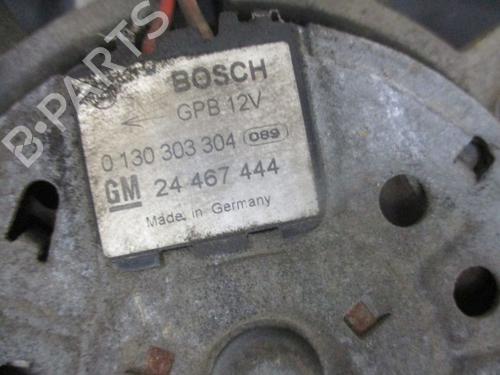 BOSCH
GPB 12V
0 130 303 304 089
GM 24 467 444
Made in Germany
B-PARTS